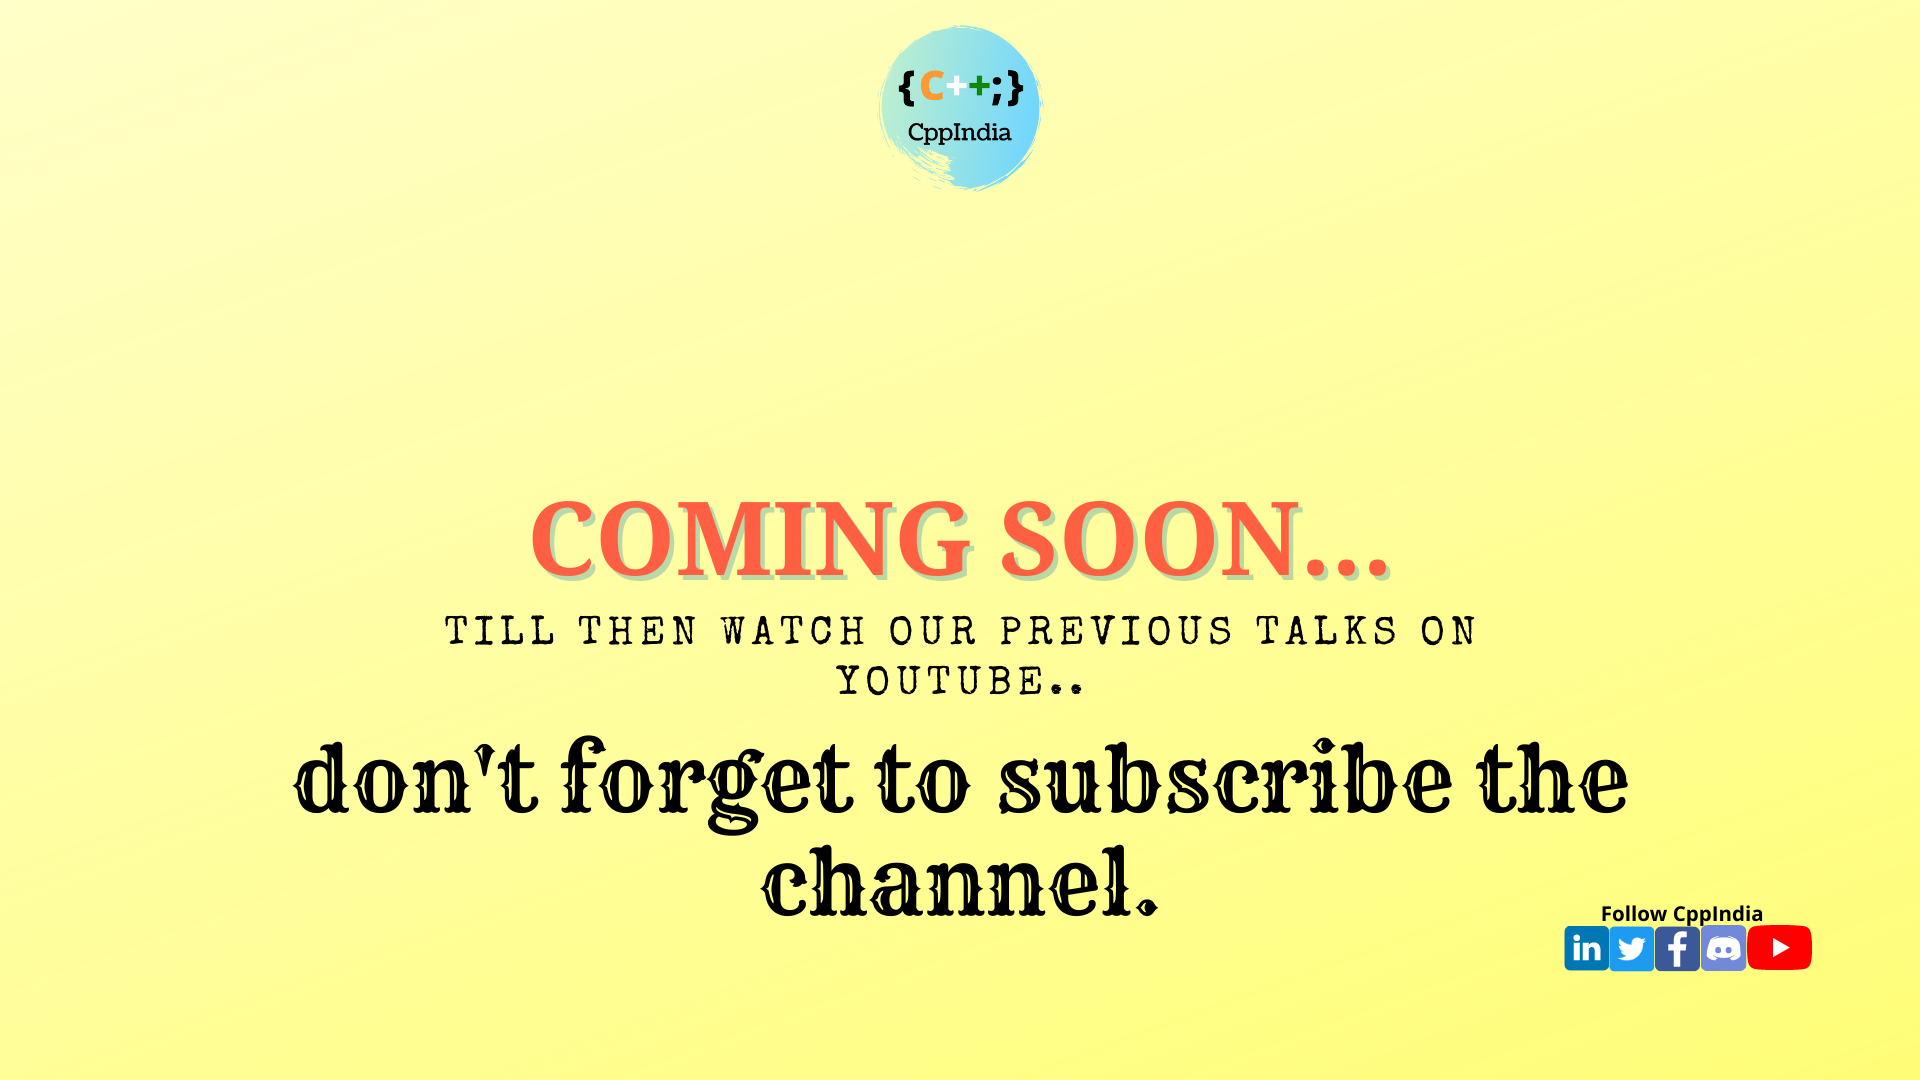 {C++;}
CppIndia
COMING SOON...
TILL THEN WATCH OUR PREVIOUS TALKS ON
YOUTUBE..
don't forget to subscribe the
channel.
Follow CppIndia
in